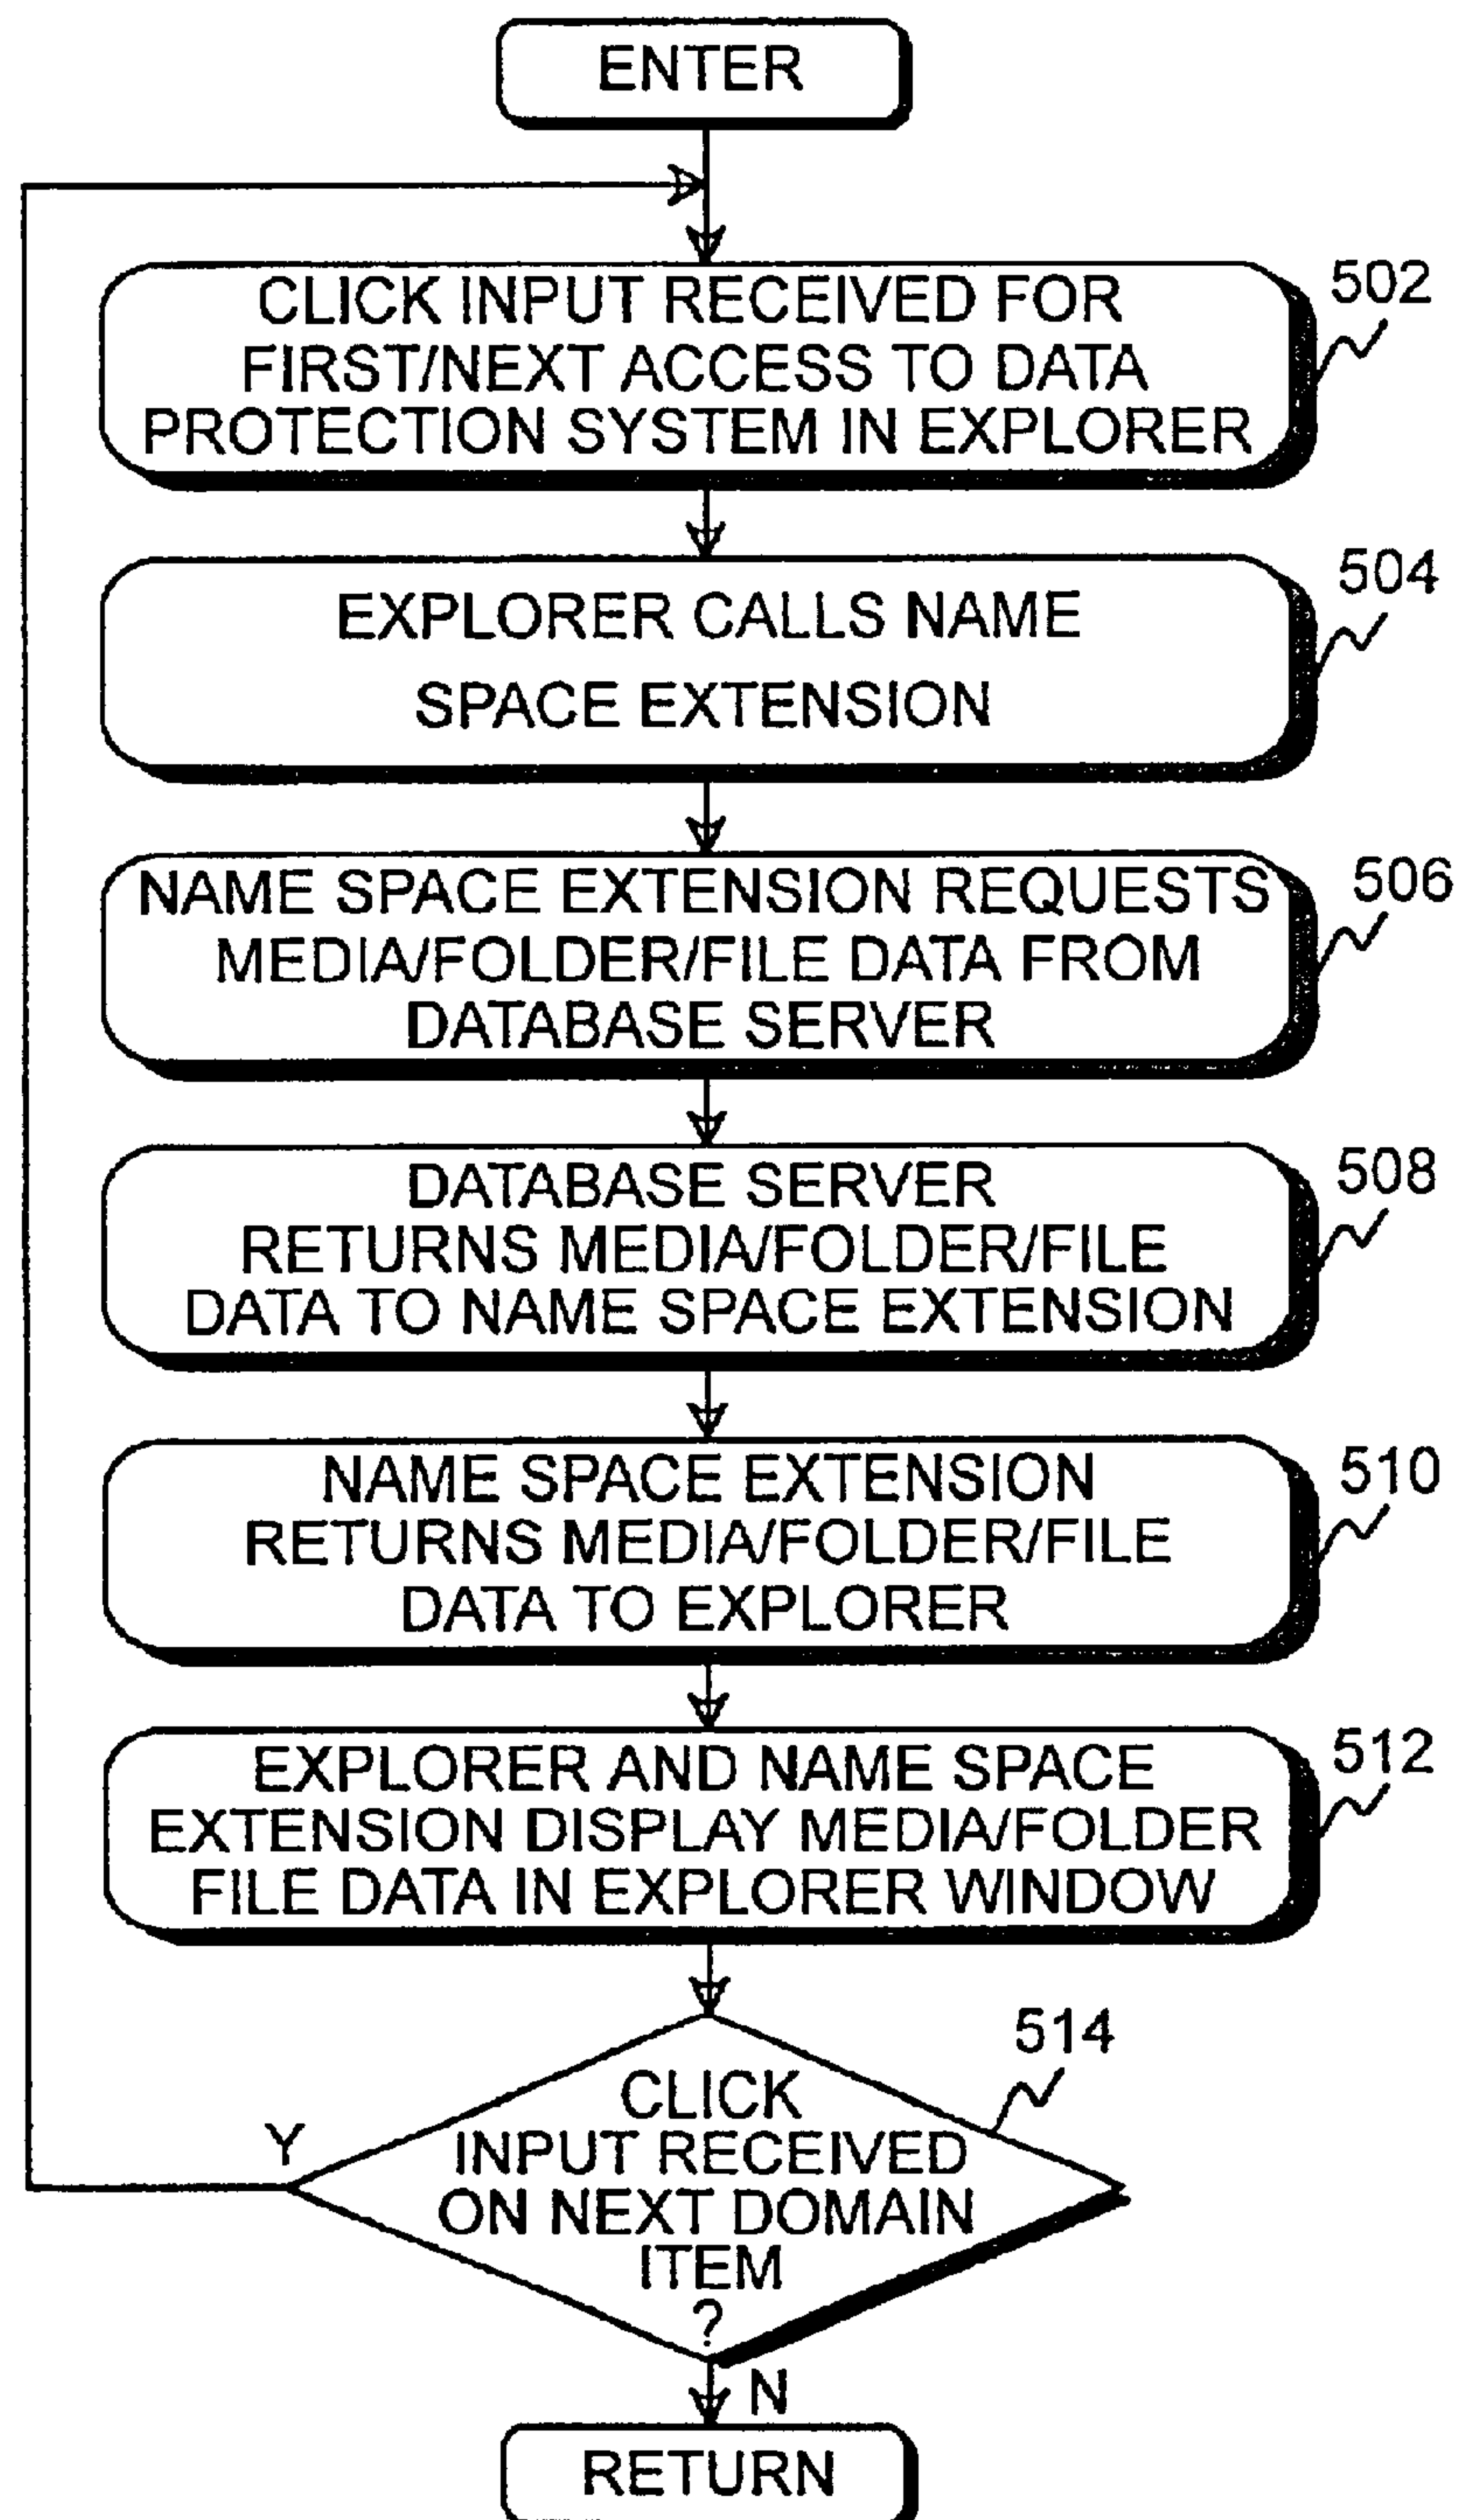 ENTER
CLICK INPUT RECEIVED FOR
FIRST/NEXT ACCESS TO DATA
PROTECTION SYSTEM IN EXPLORER
502
EXPLORER CALLS NAME
SPACE EXTENSION
504
NAME SPACE EXTENSION REQUESTS
MEDIA/FOLDER/FILE DATA FROM
DATABASE SERVER
506
DATABASE SERVER
RETURNS MEDIA/FOLDER/FILE
DATA TO NAME SPACE EXTENSION
508
NAME SPACE EXTENSION
RETURNS MEDIA/FOLDER/FILE
DATA TO EXPLORER
510
EXPLORER AND NAME SPACE
EXTENSION DISPLAY MEDIA/FOLDER
FILE DATA IN EXPLORER WINDOW
512
514
CLICK
INPUT RECEIVED
ON NEXT DOMAIN
ITEM
?
Y
N
RETURN